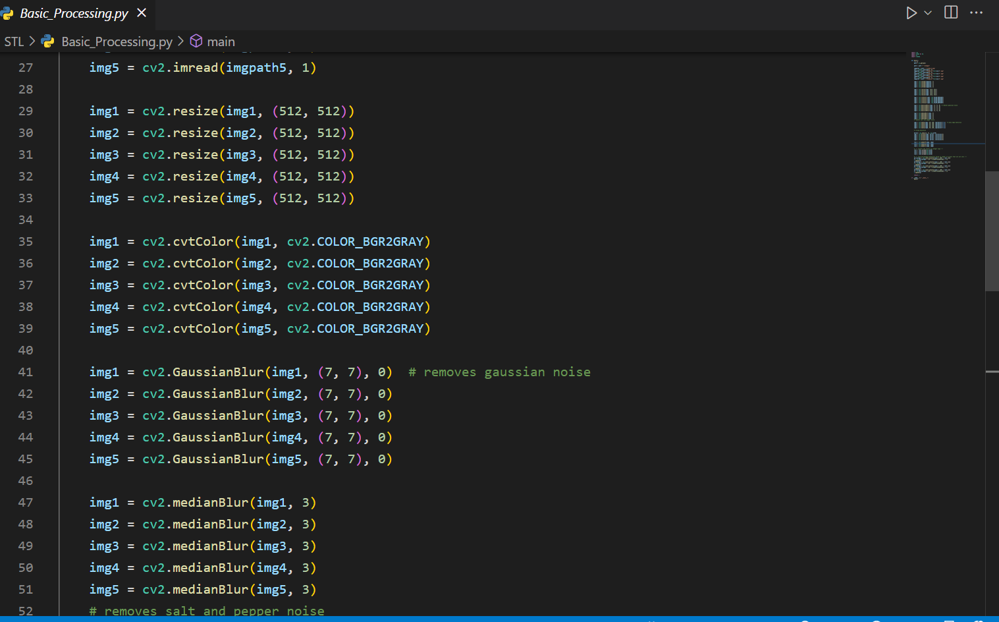 Basic_Processing.py
STL > Basic_Processing.py > main
27 img5 = cv2.imread(imgpath5, 1)
28
29 img1 = cv2.resize(img1, (512, 512))
30 img2 = cv2.resize(img2, (512, 512))
31 img3 = cv2.resize(img3, (512, 512))
32 img4 = cv2.resize(img4, (512, 512))
33 img5 = cv2.resize(img5, (512, 512))
34
35 img1 = cv2.cvtColor(img1, cv2.COLOR_BGR2GRAY)
36 img2 = cv2.cvtColor(img2, cv2.COLOR_BGR2GRAY)
37 img3 = cv2.cvtColor(img3, cv2.COLOR_BGR2GRAY)
38 img4 = cv2.cvtColor(img4, cv2.COLOR_BGR2GRAY)
39 img5 = cv2.cvtColor(img5, cv2.COLOR_BGR2GRAY)
40
41 img1 = cv2.GaussianBlur(img1, (7, 7), 0)  # removes gaussian noise
42 img2 = cv2.GaussianBlur(img2, (7, 7), 0)
43 img3 = cv2.GaussianBlur(img3, (7, 7), 0)
44 img4 = cv2.GaussianBlur(img4, (7, 7), 0)
45 img5 = cv2.GaussianBlur(img5, (7, 7), 0)
46
47 img1 = cv2.medianBlur(img1, 3)
48 img2 = cv2.medianBlur(img2, 3)
49 img3 = cv2.medianBlur(img3, 3)
50 img4 = cv2.medianBlur(img4, 3)
51 img5 = cv2.medianBlur(img5, 3)
52 # removes salt and pepper noise